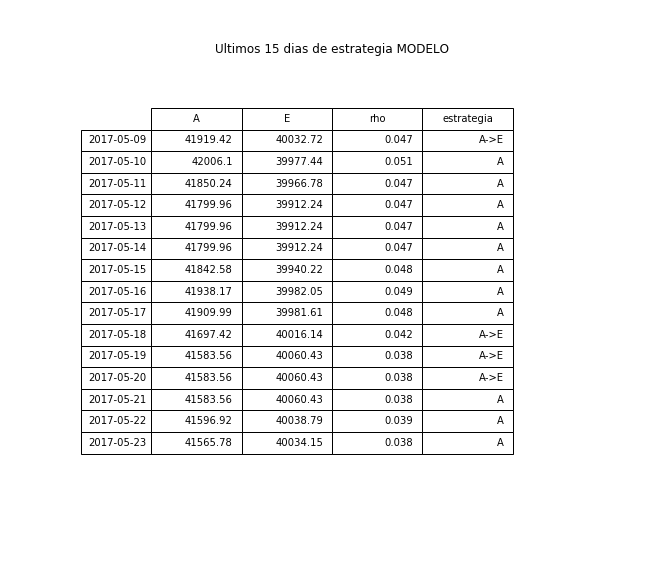 Ultimos 15 dias de estrategia MODELO
A E rho estrategia
2017-05-09 41919.42 40032.72 0.047 A->E
2017-05-10 42006.1 39977.44 0.051 A
2017-05-11 41850.24 39966.78 0.047 A
2017-05-12 41799.96 39912.24 0.047 A
2017-05-13 41799.96 39912.24 0.047 A
2017-05-14 41799.96 39912.24 0.047 A
2017-05-15 41842.58 39940.22 0.048 A
2017-05-16 41938.17 39982.05 0.049 A
2017-05-17 41909.99 39981.61 0.048 A
2017-05-18 41697.42 40016.14 0.042 A->E
2017-05-19 41583.56 40060.43 0.038 A->E
2017-05-20 41583.56 40060.43 0.038 A->E
2017-05-21 41583.56 40060.43 0.038 A
2017-05-22 41596.92 40038.79 0.039 A
2017-05-23 41565.78 40034.15 0.038 A